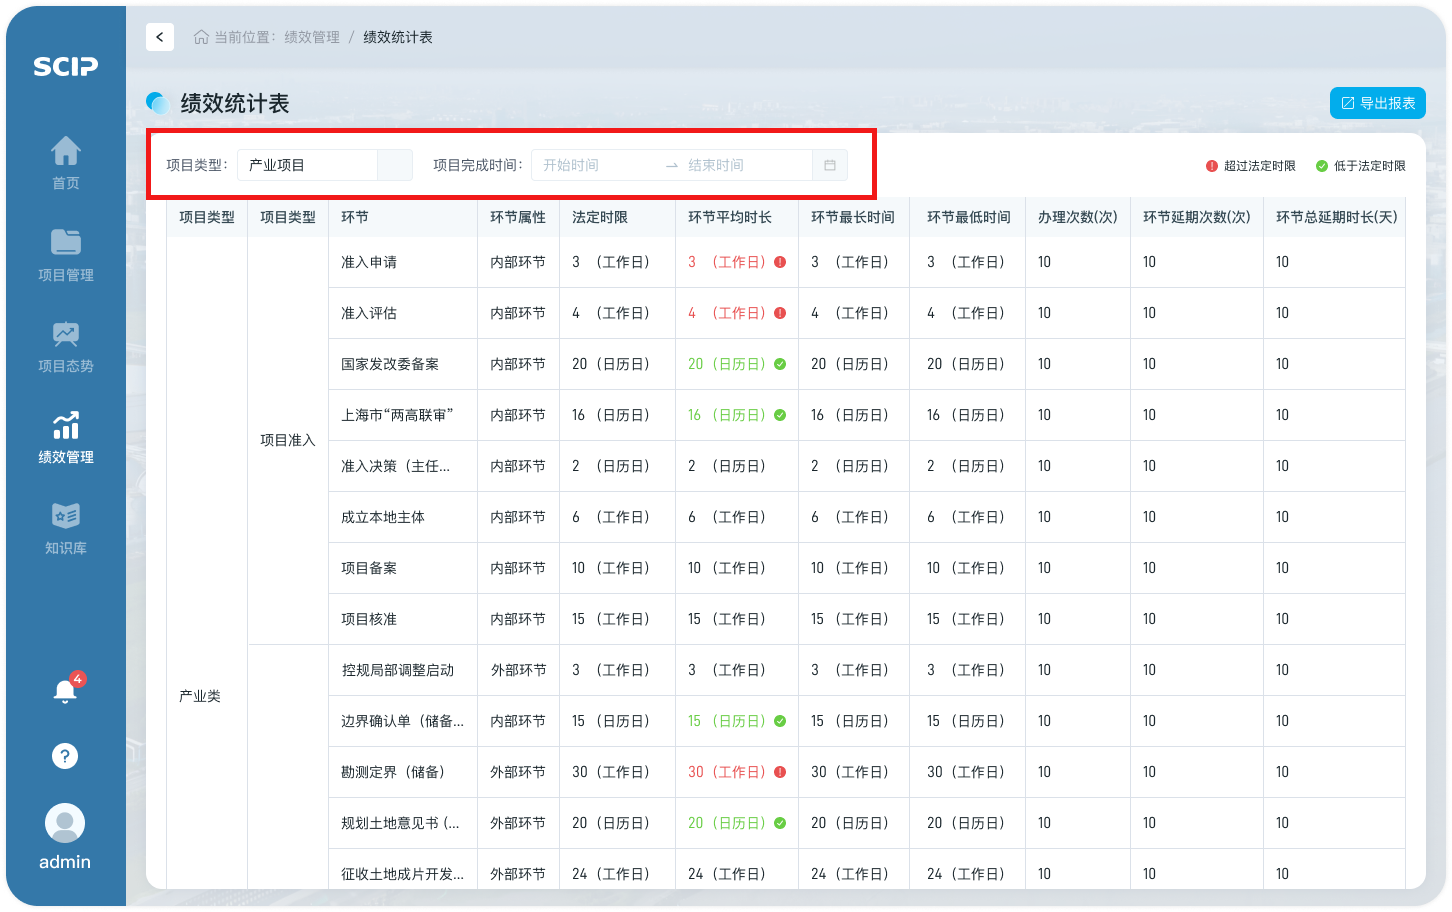 SCIP
首页
项目管理
项目态势
绩效管理
知识库
4
?
admin
当前位置： 绩效管理 / 绩效统计表
绩效统计表
导出报表
项目类型： 产业项目 项目完成时间： 开始时间 → 结束时间
超过法定时限 低于法定时限
项目类型 项目类型 环节 环节属性 法定时限 环节平均时长 环节最长时间 环节最低时间 办理次数(次) 环节延期次数(次) 环节总延期时长(天)
准入申请 内部环节 3 （工作日） 3 （工作日） 3 （工作日） 3 （工作日） 10 10 10
准入评估 内部环节 4 （工作日） 4 （工作日） 4 （工作日） 4 （工作日） 10 10 10
国家发改委备案 内部环节 20 （日历日） 20 （日历日） 20 （日历日） 20 （日历日） 10 10 10
上海市“两高联审” 内部环节 16 （日历日） 16 （日历日） 16 （日历日） 16 （日历日） 10 10 10
项目准入
准入决策（主任... 内部环节 2 （日历日） 2 （日历日） 2 （日历日） 2 （日历日） 10 10 10
成立本地主体 内部环节 6 （工作日） 6 （工作日） 6 （工作日） 6 （工作日） 10 10 10
项目备案 内部环节 10 （工作日） 10 （工作日） 10 （工作日） 10 （工作日） 10 10 10
项目核准 内部环节 15 （工作日） 15 （工作日） 15 （工作日） 15 （工作日） 10 10 10
控规局部调整启动 外部环节 3 （工作日） 3 （工作日） 3 （工作日） 3 （工作日） 10 10 10
产业类
边界确认单（储备... 内部环节 15 （日历日） 15 （日历日） 15 （日历日） 15 （日历日） 10 10 10
勘测定界（储备） 外部环节 30 （工作日） 30 （工作日） 30 （工作日） 30 （工作日） 10 10 10
规划土地意见书 (... 外部环节 20 （日历日） 20 （日历日） 20 （日历日） 20 （日历日） 10 10 10
征收土地成片开发... 外部环节 24 （工作日） 24 （工作日） 24 （工作日） 24 （工作日） 10 10 10